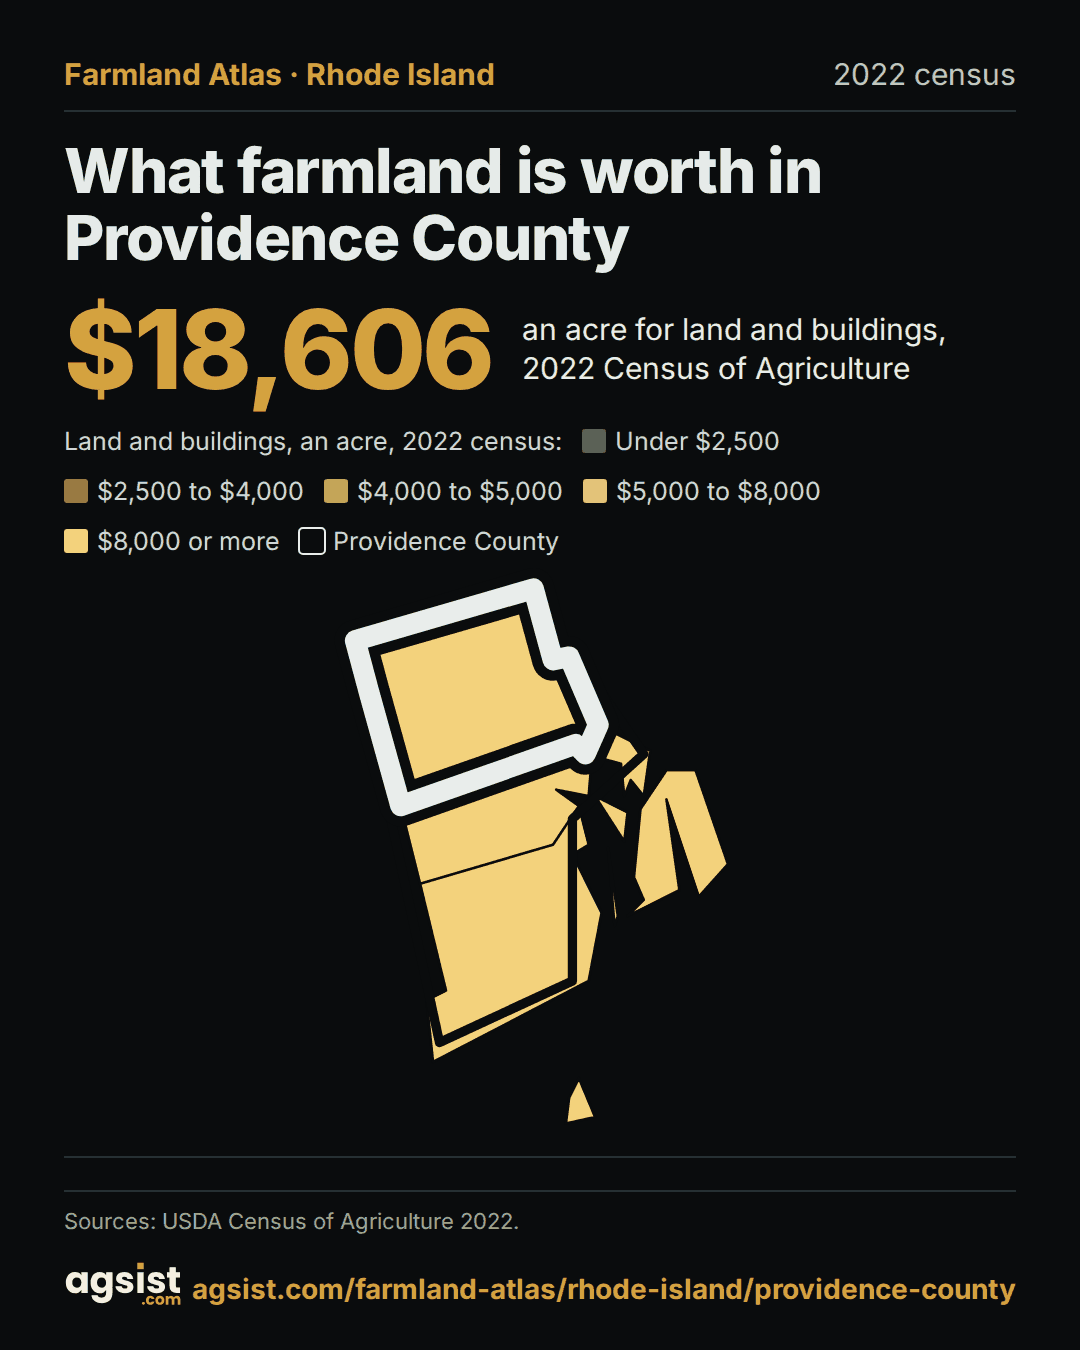 Farmland Atlas · Rhode Island 2022 census
What farmland is worth in
Providence County
$18,606 an acre for land and buildings,
2022 Census of Agriculture
Land and buildings, an acre, 2022 census: Under $2,500
$2,500 to $4,000 $4,000 to $5,000 $5,000 to $8,000
$8,000 or more Providence County
Sources: USDA Census of Agriculture 2022.
agsist.com agsist.com/farmland-atlas/rhode-island/providence-county